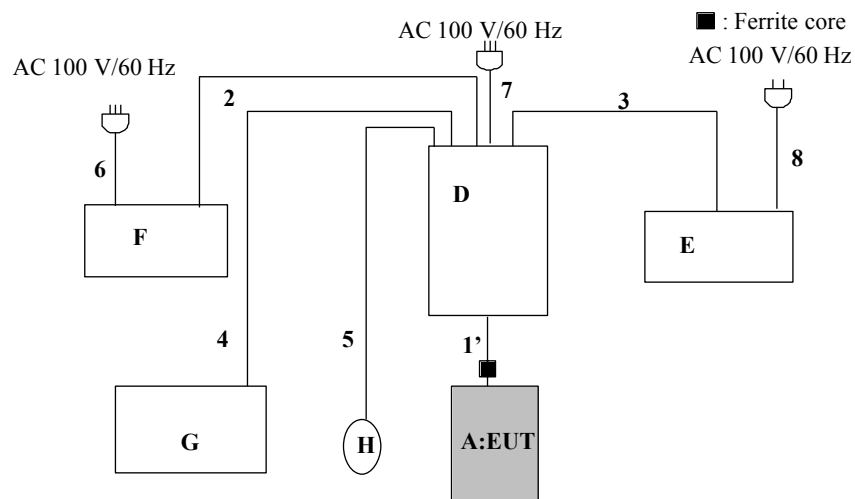 ■ : Ferrite core
AC 100 V/60 Hz
AC 100 V/60 Hz
AC 100 V/60 Hz
2
7
3
6
8
D
F
E
4
5
1’
G
H
A:EUT